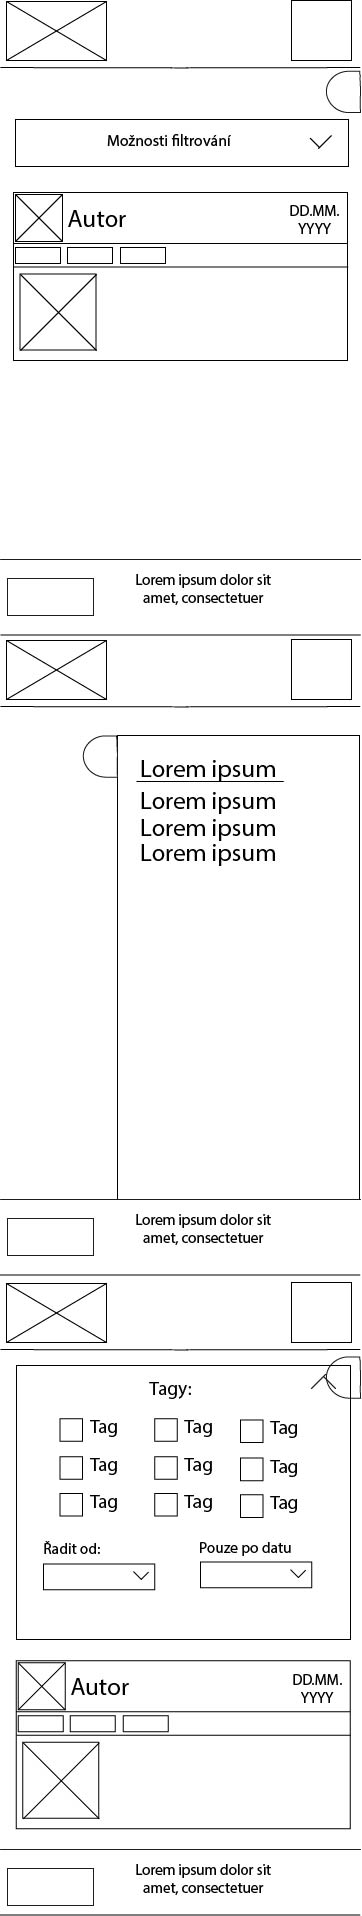 Možnosti filtrování
Autor
DD.MM.
YYYY
Lorem ipsum dolor sit
amet, consectetuer
Lorem ipsum
Lorem ipsum
Lorem ipsum
Lorem ipsum
Lorem ipsum dolor sit
amet, consectetuer
Tagy:
Tag Tag Tag
Tag Tag Tag
Tag Tag Tag
Řadit od: Pouze po datu
Autor
DD.MM.
YYYY
Lorem ipsum dolor sit
amet, consectetuer